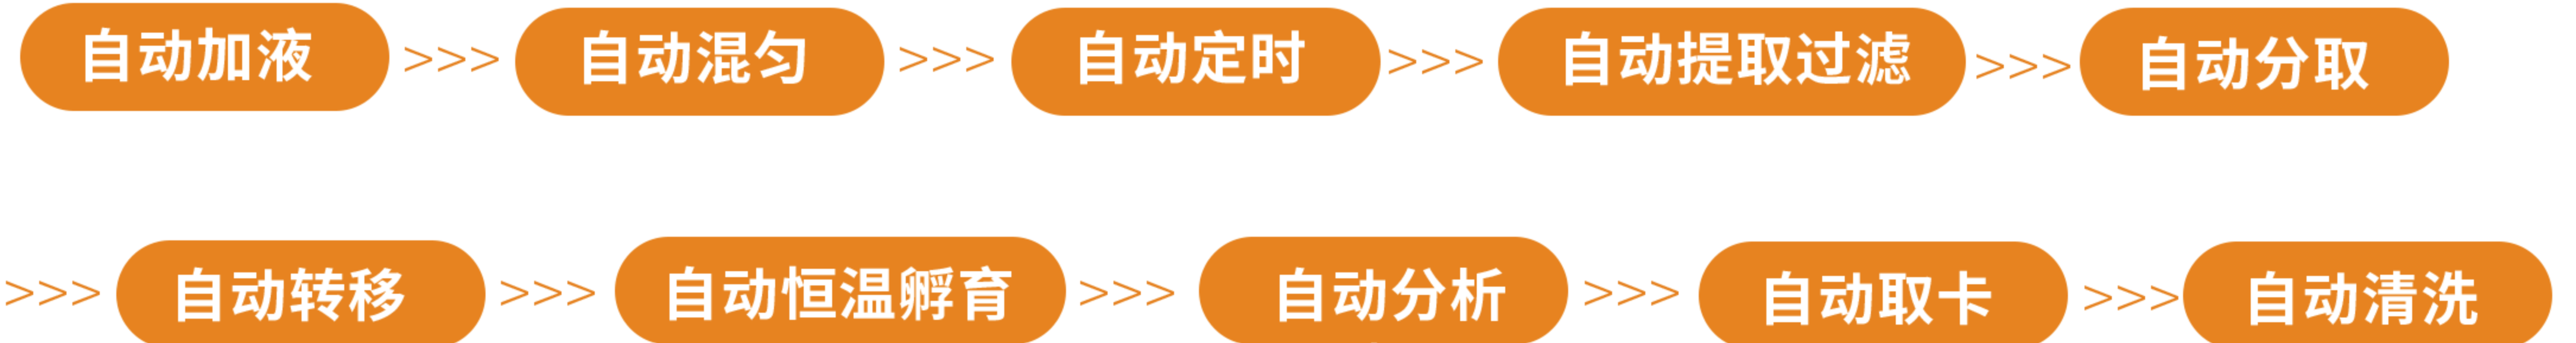 自动加液 >>> 自动混匀 >>> 自动定时 >>> 自动提取过滤 >>> 自动分取
>>> 自动转移 >>> 自动恒温孵育 >>> 自动分析 >>> 自动取卡 >>> 自动清洗